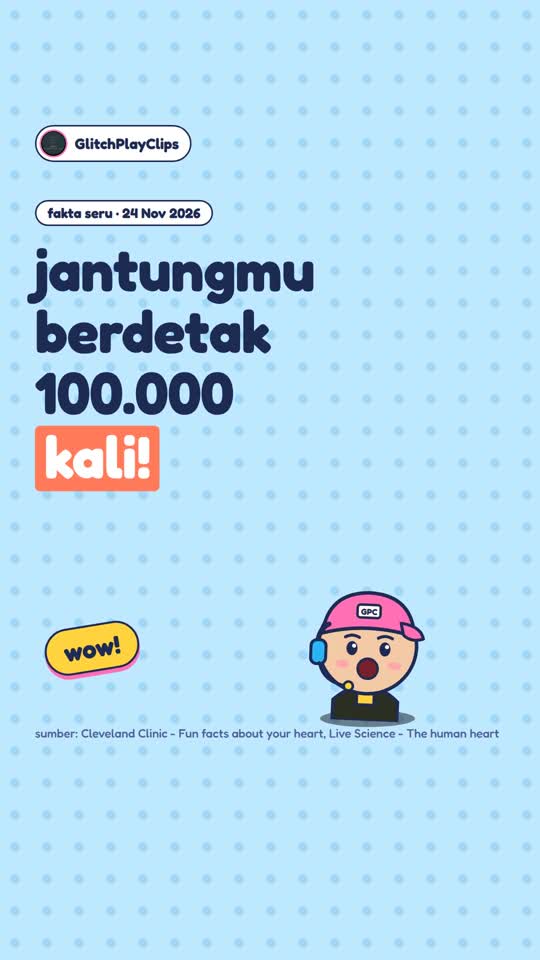 GlitchPlayClips
fakta seru · 24 Nov 2026
jantungmu
berdetak
100.000
kali!
GPC
wow!
sumber: Cleveland Clinic - Fun facts about your heart, Live Science - The human heart